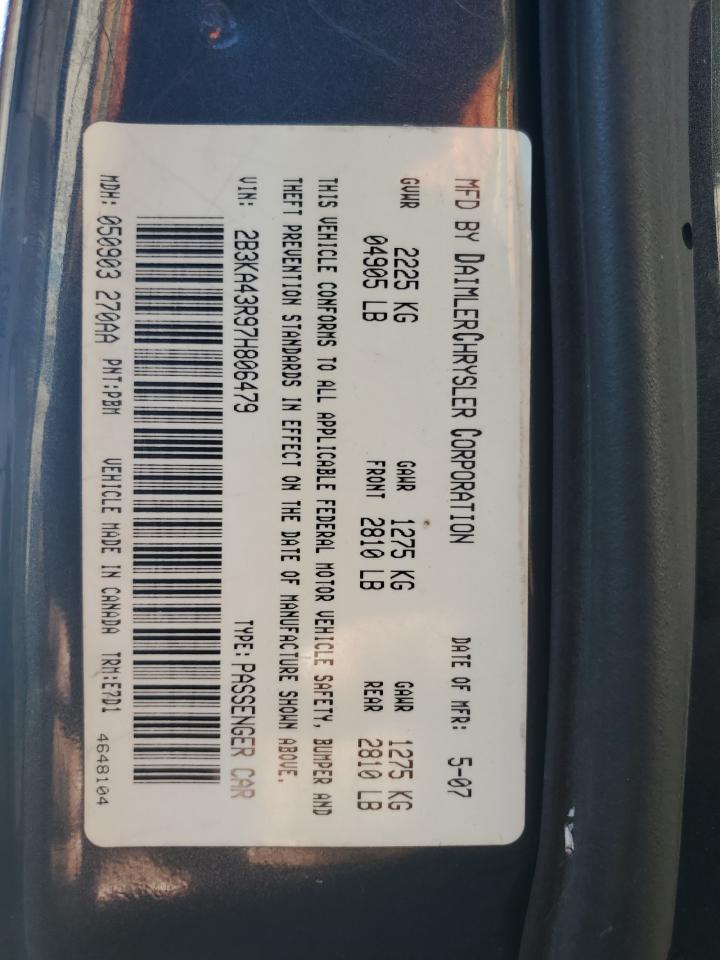 MFD BY DAIMLERCHRYSLER CORPORATION DATE OF MFR: 5-07
GVWR 2225 KG GAWR 1275 KG GAWR 1275 KG
04905 LB FRONT 2810 LB REAR 2810 LB
THIS VEHICLE CONFORMS TO ALL APPLICABLE FEDERAL MOTOR VEHICLE SAFETY, BUMPER AND
THEFT PREVENTION STANDARDS IN EFFECT ON THE DATE OF MANUFACTURE SHOWN ABOVE.
VIN: 2B3KA43R97H806479 TYPE: PASSENGER CAR
MDH: 050903 270AA PNT:PBM VEHICLE MADE IN CANADA TRM:E7D1 4648104